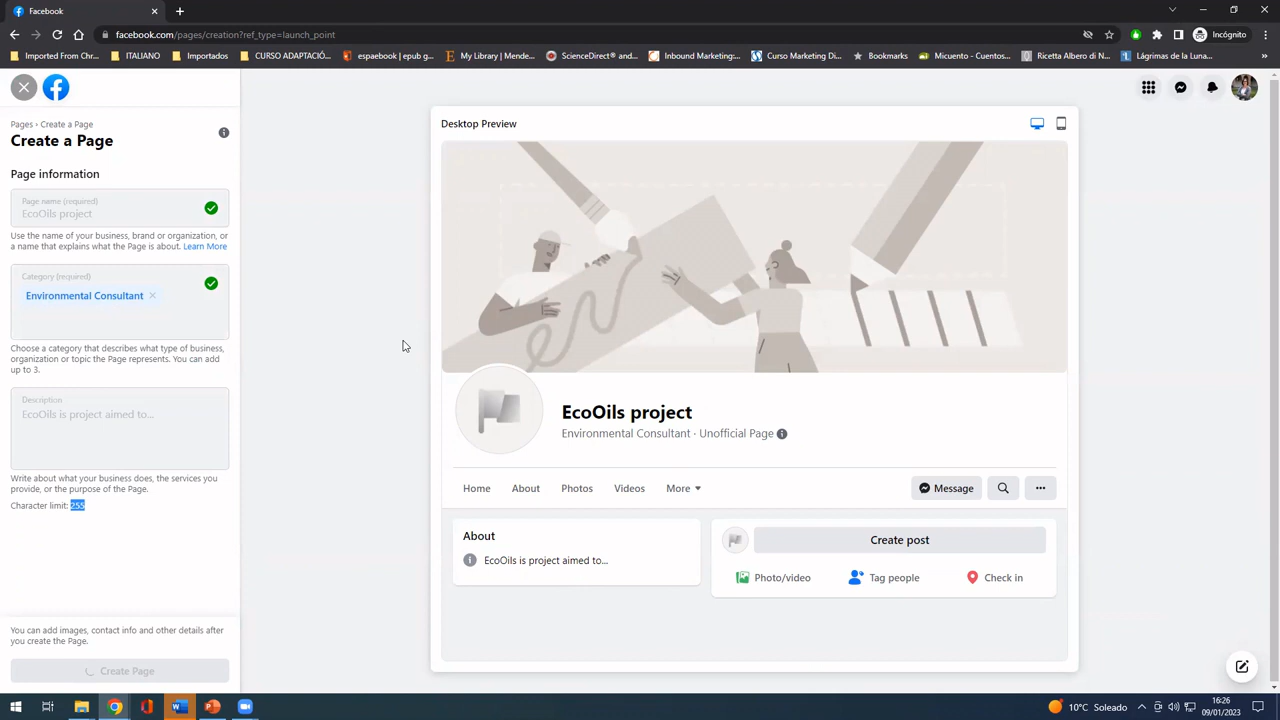 Facebook
facebook.com/pages/creation?ref_type=launch_point
Incógnito
Imported From Chr...
ITALIANO
Importados
CURSO ADAPTACIÓ...
espaebook | epub g...
My Library | Mende...
ScienceDirect® and...
Inbound Marketing:...
Curso Marketing Di...
Bookmarks
Micuento - Cuentos...
Ricetta Albero di N...
Lágrimas de la Luna...
»
Pages › Create a Page
Create a Page
Page information
Page name (required)
EcoOils project
Use the name of your business, brand or organization, or
a name that explains what the Page is about. Learn More
Category (required)
Environmental Consultant
Choose a category that describes what type of business,
organization or topic the Page represents. You can add
up to 3.
Description
EcoOils is project aimed to...
Write about what your business does, the services you
provide, or the purpose of the Page.
Character limit: 255
You can add images, contact info and other details after
you create the Page.
Create Page
Desktop Preview
EcoOils project
Environmental Consultant · Unofficial Page
Home
About
Photos
Videos
More
Message
About
EcoOils is project aimed to...
Create post
Photo/video
Tag people
Check in
10°C Soleado
16:26
09/01/2023